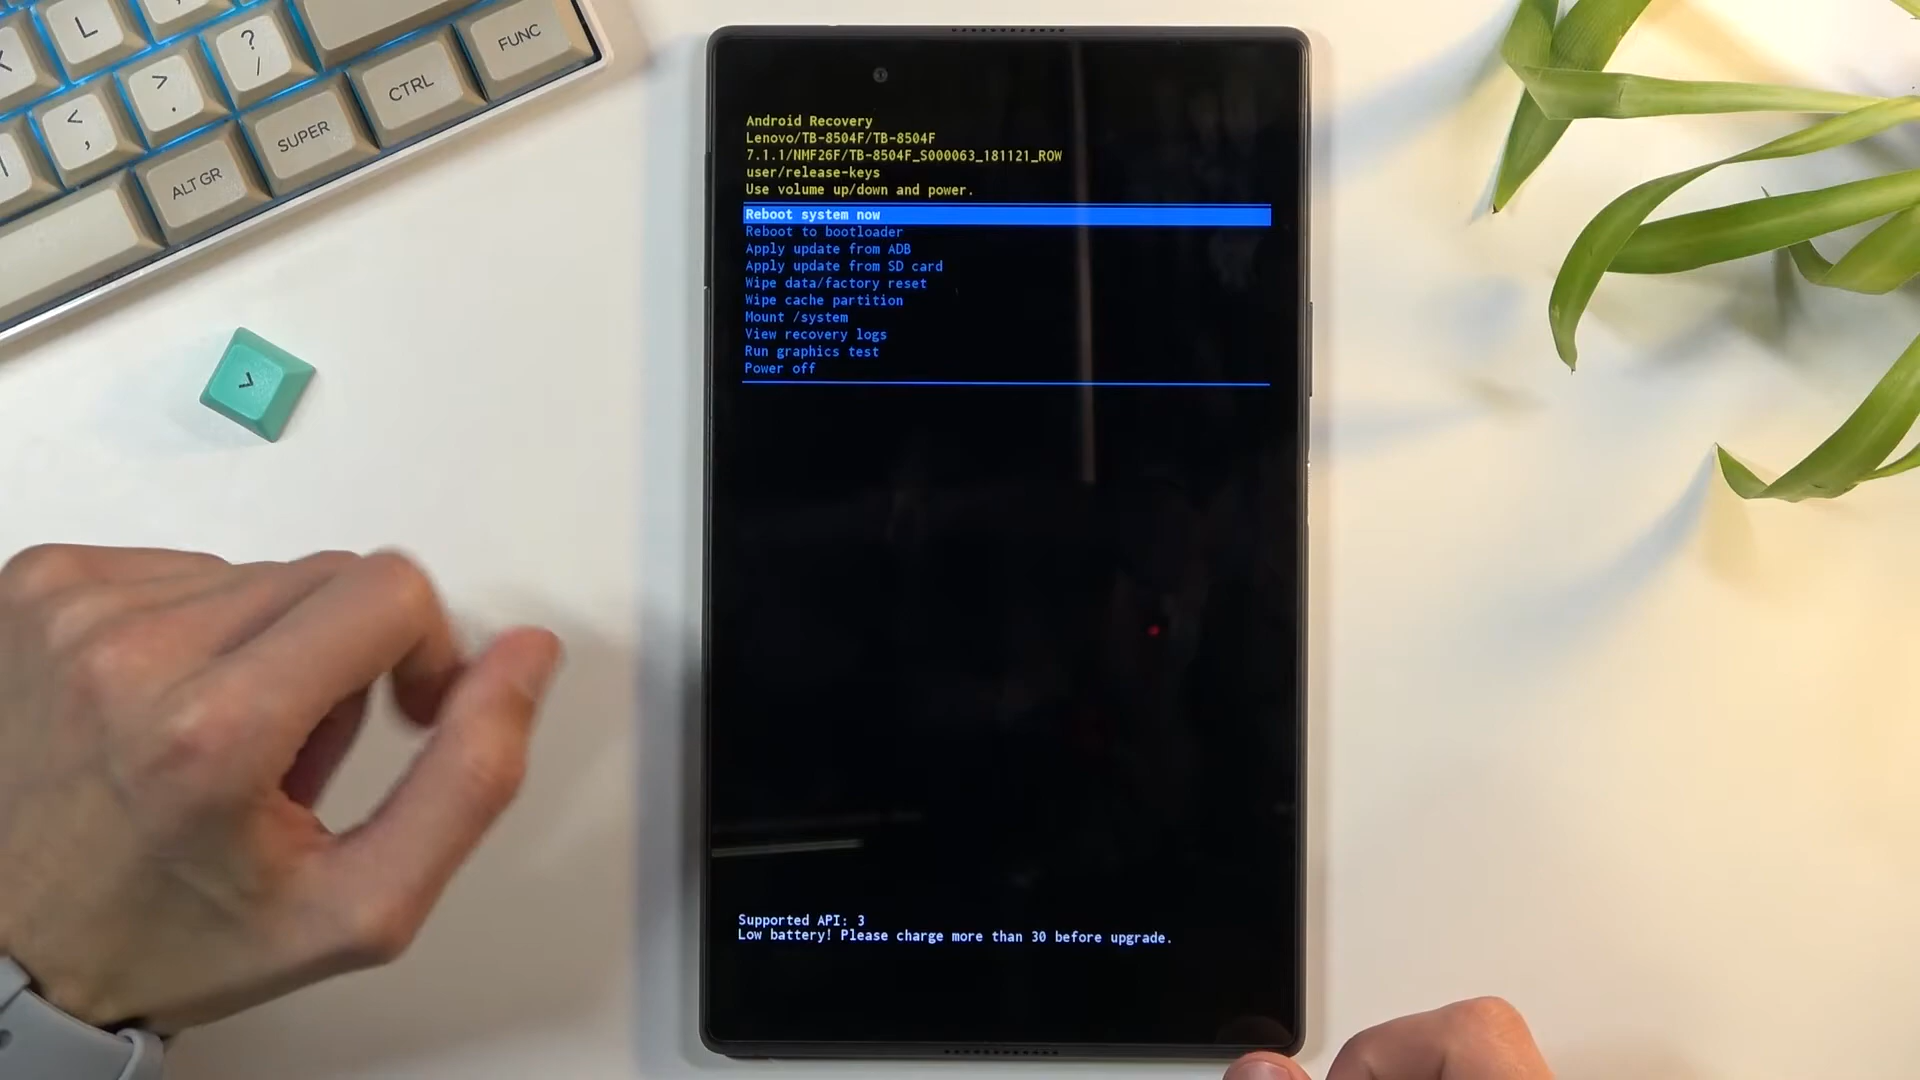 L
?
/
FUNC
>
.
CTRL
<
,
SUPER
ALT GR
Android Recovery
Lenovo/TB-8504F/TB-8504F
7.1.1/NMF26F/TB-8504F_S000063_181121_ROW
user/release-keys
Use volume up/down and power.
Reboot system now
Reboot to bootloader
Apply update from ADB
Apply update from SD card
Wipe data/factory reset
Wipe cache partition
Mount /system
View recovery logs
Run graphics test
Power off
Supported API: 3
Low battery! Please charge more than 30 before upgrade.